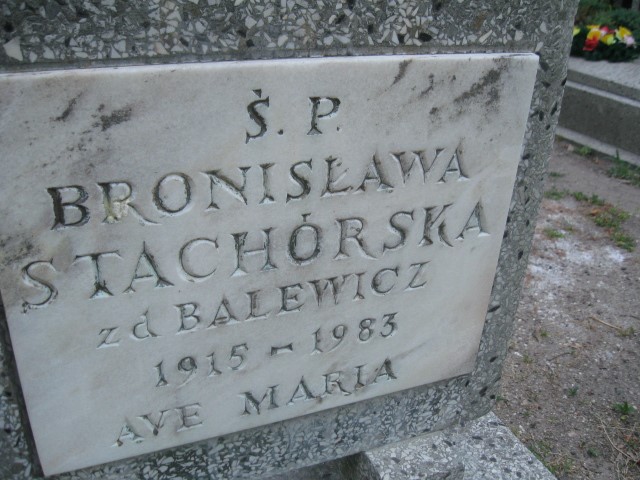 Ś. P.
BRONISŁAWA
STACHÓRSKA
zd BALEWICZ
1915 - 1983
AVE MARIA